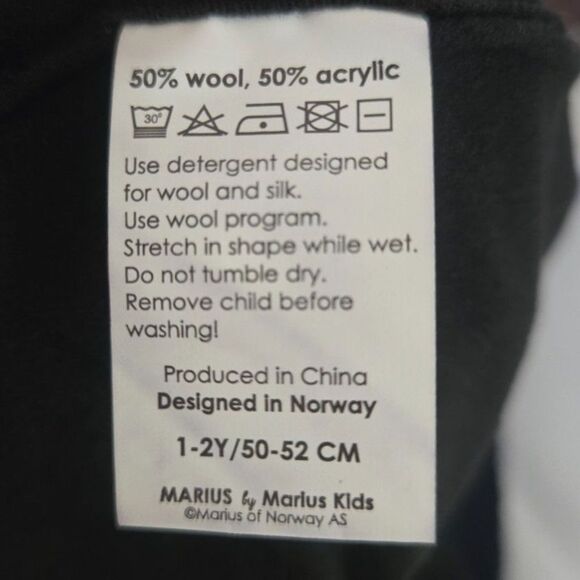 50% wool, 50% acrylic
30°
Use detergent designed
for wool and silk.
Use wool program.
Stretch in shape while wet.
Do not tumble dry.
Remove child before
washing!
Produced in China
Designed in Norway
1-2Y/50-52 CM
MARIUS by Marius Kids
©Marius of Norway AS